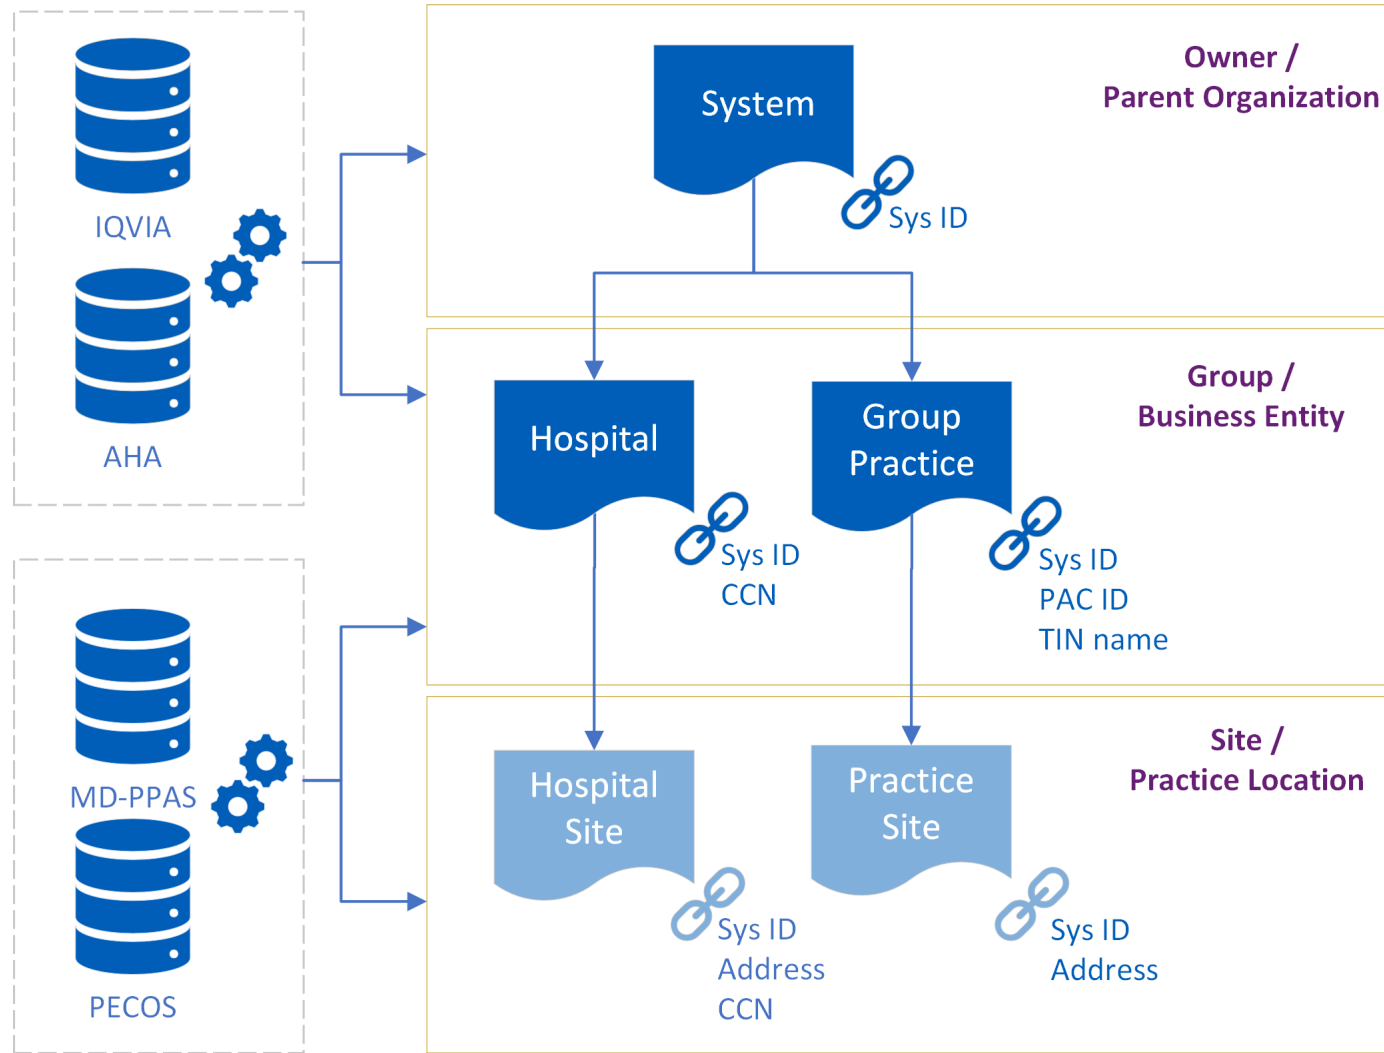 IQVIA
AHA
MD-PPAS
PECOS
Owner /
Parent Organization
System
Sys ID
Group /
Business Entity
Hospital
Sys ID
CCN
Group
Practice
Sys ID
PAC ID
TIN name
Site /
Practice Location
Hospital
Site
Sys ID
Address
CCN
Practice
Site
Sys ID
Address